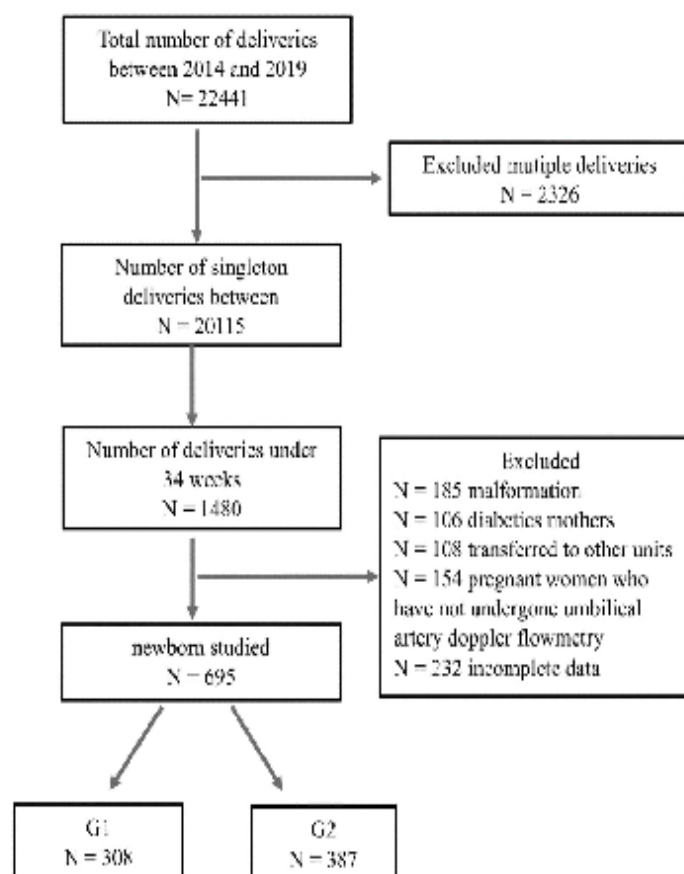 Total number of deliveries
between 2014 and 2019
N= 22441
Excluded mutiple deliveries
N = 2326
Number of singleton
deliveries between
N = 20115
Number of deliveries under
34 weeks
N = 1480
Excluded
N = 185 malformation
N = 106 diabetics mothers
N = 108 transferred to other units
N = 154 pregnant women who
have not undergone umbilical
artery doppler flowmetry
N = 232 incomplete data
newborn studied
N = 695
G1
N = 308
G2
N = 387